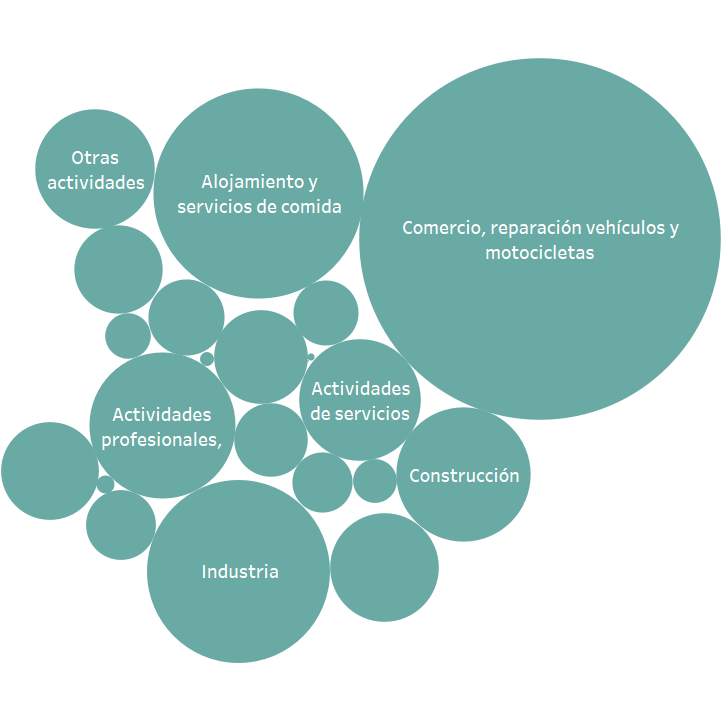 Otras
actividades
Alojamiento y
servicios de comida
Comercio, reparación vehículos y
motocicletas
Actividades
de servicios
Actividades
profesionales,
Construcción
Industria